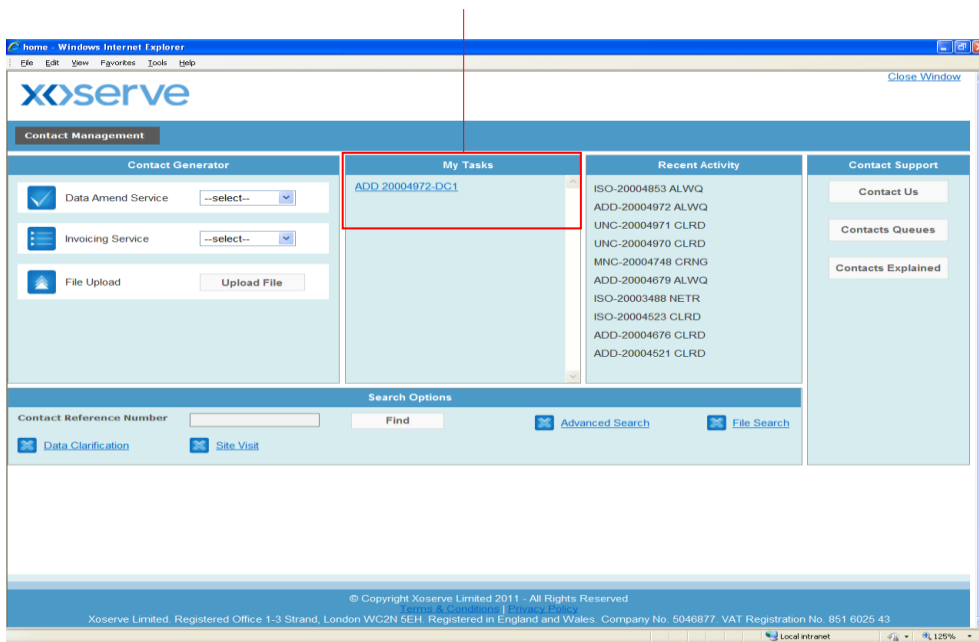 home - Windows Internet Explorer
File Edit View Favorites Tools Help
Close Window
xoserve
Contact Management
Contact Generator
Data Amend Service --select--
Invoicing Service --select--
File Upload Upload File
My Tasks
ADD 20004972-DC1
Recent Activity
ISO-20004853 ALWQ
ADD-20004972 ALWQ
UNC-20004971 CLRD
UNC-20004970 CLRD
MNC-20004748 CRNG
ADD-20004679 ALWQ
ISO-20003488 NETR
ISO-20004523 CLRD
ADD-20004676 CLRD
ADD-20004521 CLRD
Contact Support
Contact Us
Contacts Queues
Contacts Explained
Search Options
Contact Reference Number Find Advanced Search File Search
Data Clarification Site Visit
© Copyright Xoserve Limited 2011 - All Rights Reserved
Terms & Conditions | Privacy Policy
Xoserve Limited. Registered Office 1-3 Strand, London WC2N 5EH. Registered in England and Wales. Company No. 5046877. VAT Registration No. 851 6025 43
Local intranet 125%